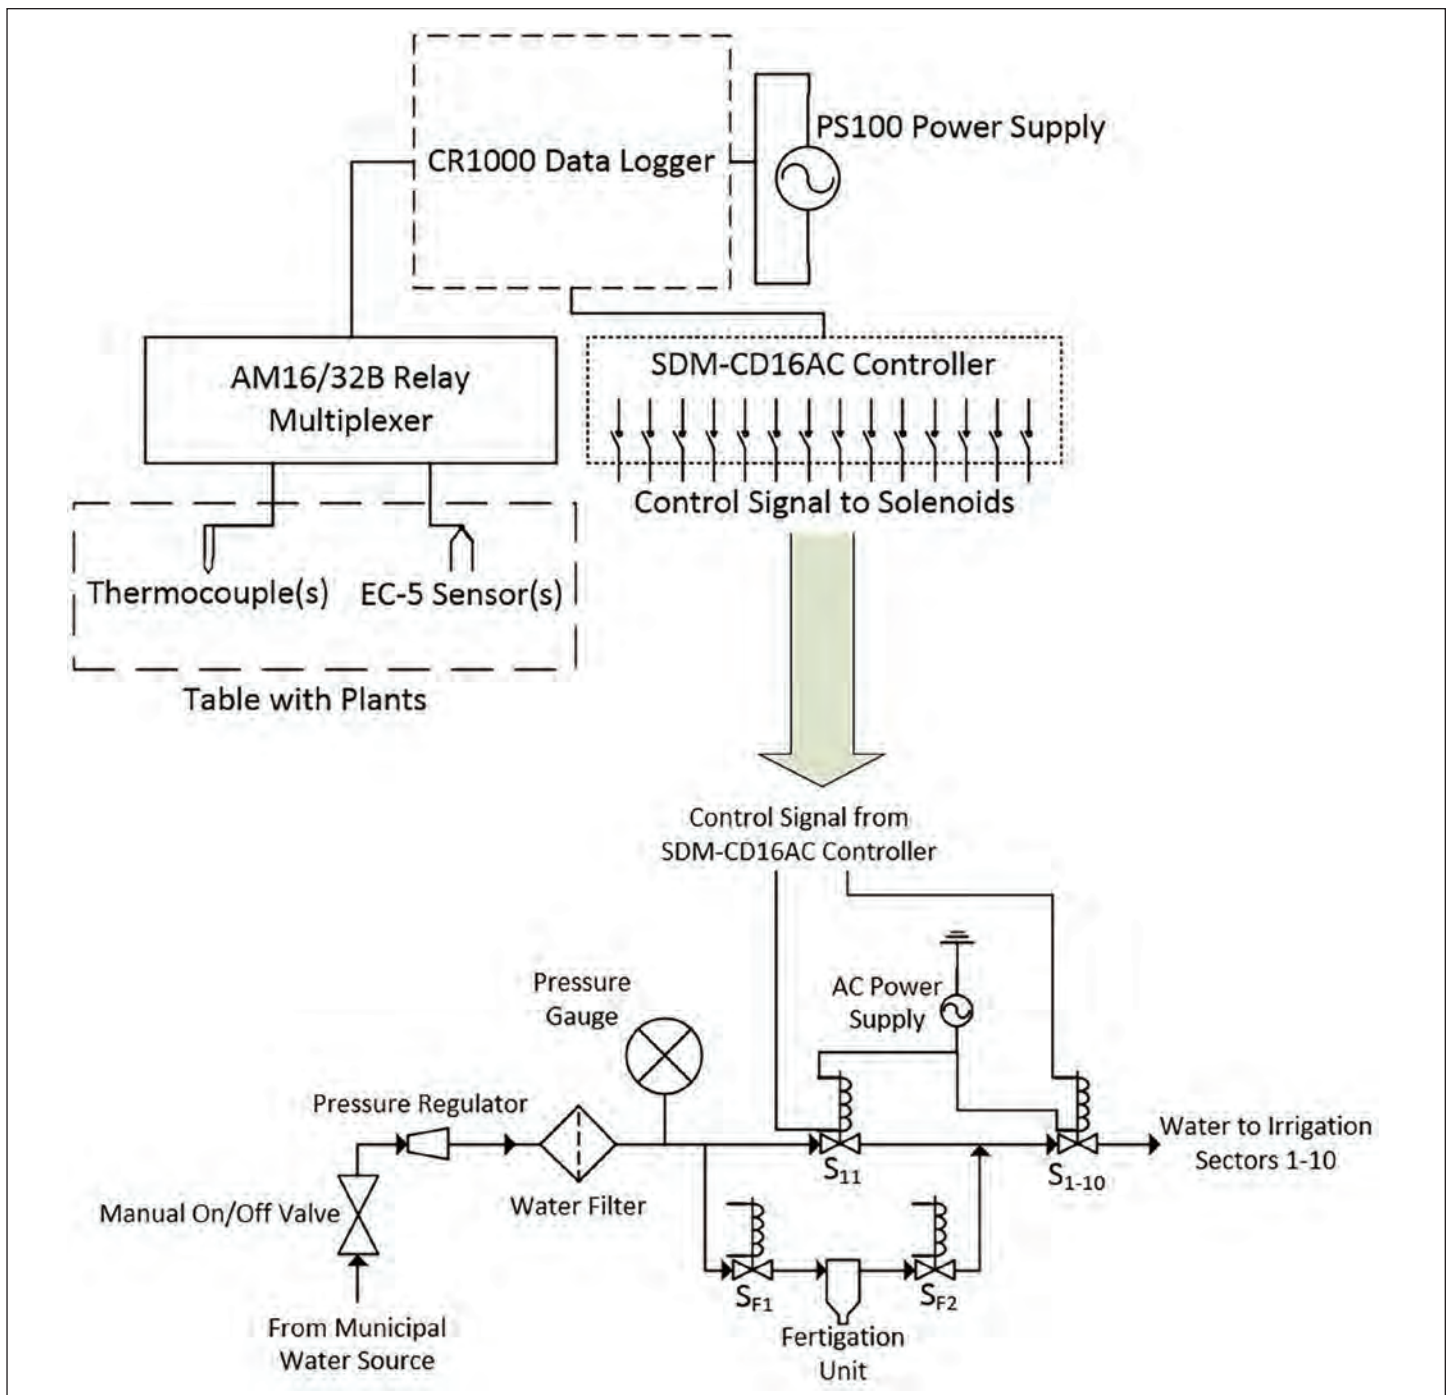 PS100 Power Supply
CR1000 Data Logger
AM16/32B Relay
Multiplexer
SDM-CD16AC Controller
Control Signal to Solenoids
Thermocouple(s)
EC-5 Sensor(s)
Table with Plants
Control Signal from
SDM-CD16AC Controller
Pressure
Gauge
AC Power
Supply
Pressure Regulator
Water to Irrigation
Sectors 1-10
S11
S1-10
Manual On/Off Valve
Water Filter
SF1
SF2
From Municipal
Water Source
Fertigation
Unit